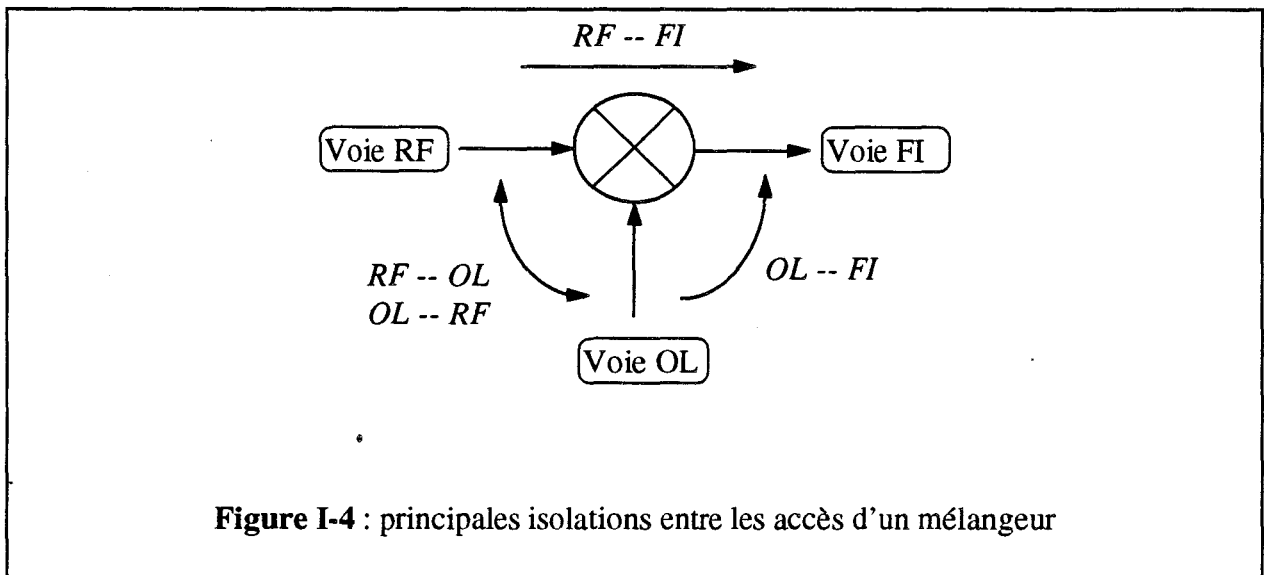 RF -- FI
Voie RF
Voie FI
RF -- OL
OL -- RF
OL -- FI
Voie OL
Figure I-4 : principales isolations entre les accès d'un mélangeur